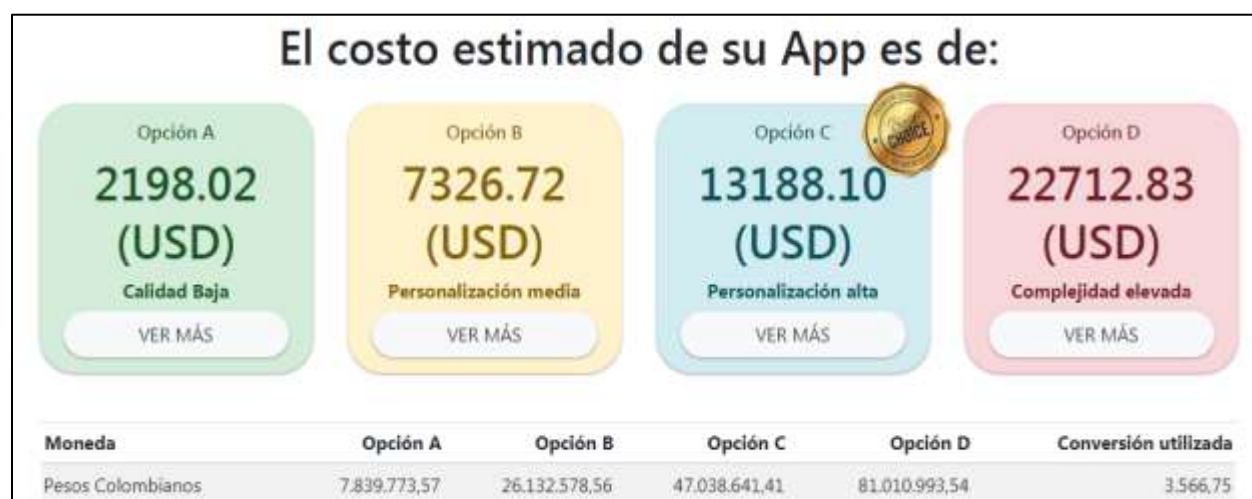 El costo estimado de su App es de:
Opción A
2198.02
(USD)
Calidad Baja
VER MÁS
Opción B
7326.72
(USD)
Personalización media
VER MÁS
Opción C
CHOICE
13188.10
(USD)
Personalización alta
VER MÁS
Opción D
22712.83
(USD)
Complejidad elevada
VER MÁS
Moneda Opción A Opción B Opción C Opción D Conversión utilizada
Pesos Colombianos 7.839.773,57 26.132.578,56 47.038.641,41 81.010.993,54 3.566,75